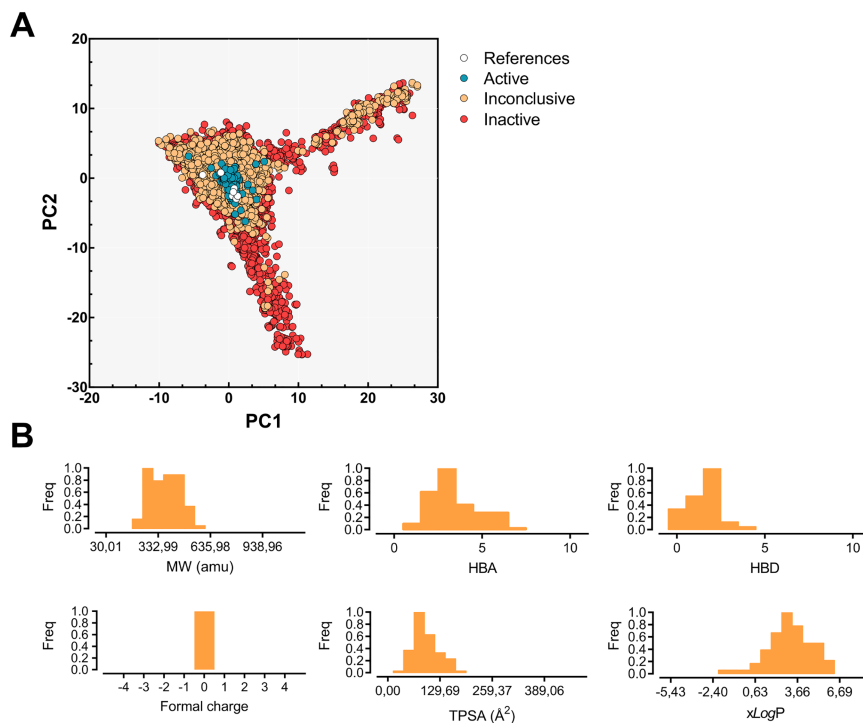 A
20
10
0
-10
-20
-30
PC2
-20 -10 0 10 20 30
PC1
References
Active
Inconclusive
Inactive
B
Freq
1.0
0.8
0.6
0.4
0.2
0.0
30,01 332,99 635,98 938,96
MW (amu)
Freq
1.0
0.8
0.6
0.4
0.2
0.0
0 5 10
HBA
Freq
1.0
0.8
0.6
0.4
0.2
0.0
0 5 10
HBD
Freq
1.0
0.8
0.6
0.4
0.2
0.0
-4 -3 -2 -1 0 1 2 3 4
Formal charge
Freq
1.0
0.8
0.6
0.4
0.2
0.0
0,00 129,69 259,37 389,06
TPSA (Å²)
Freq
1.0
0.8
0.6
0.4
0.2
0.0
-5,43 -2,40 0,63 3,66 6,69
xLogP